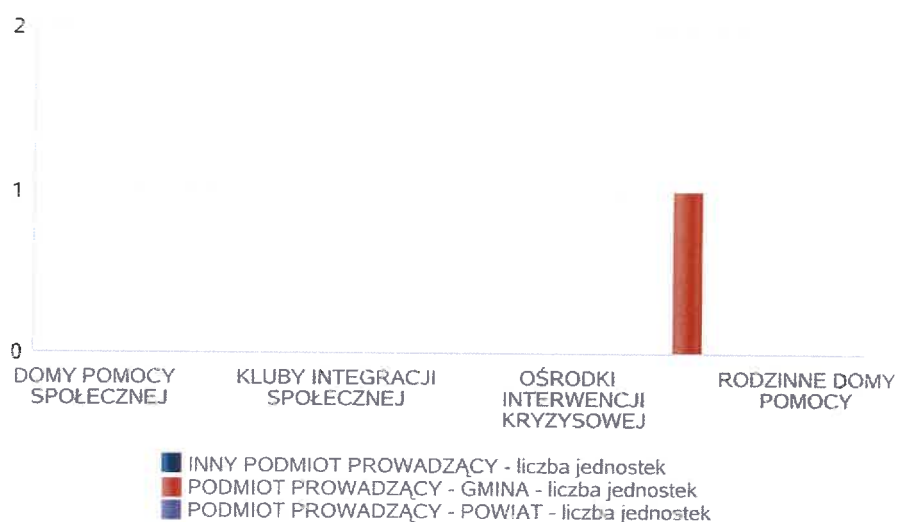 2
1
0
DOMY POMOCY
SPOŁECZNEJ
KLUBY INTEGRACJI
SPOŁECZNEJ
OŚRODKI
INTERWENCJI
KRYZYSOWEJ
RODZINNE DOMY
POMOCY
INNY PODMIOT PROWADZĄCY - liczba jednostek
PODMIOT PROWADZĄCY - GMINA - liczba jednostek
PODMIOT PROWADZĄCY - POWIAT - liczba jednostek